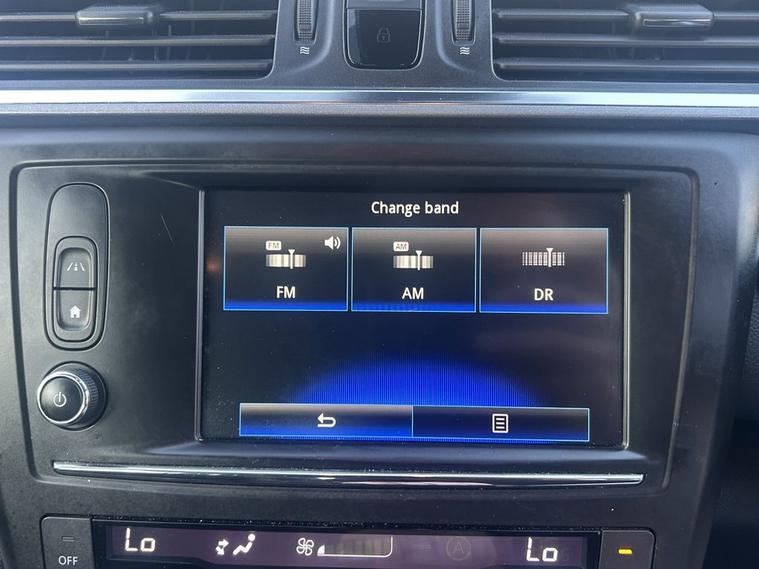 Change band
FM AM
FM AM DR
OFF Lo A Lo